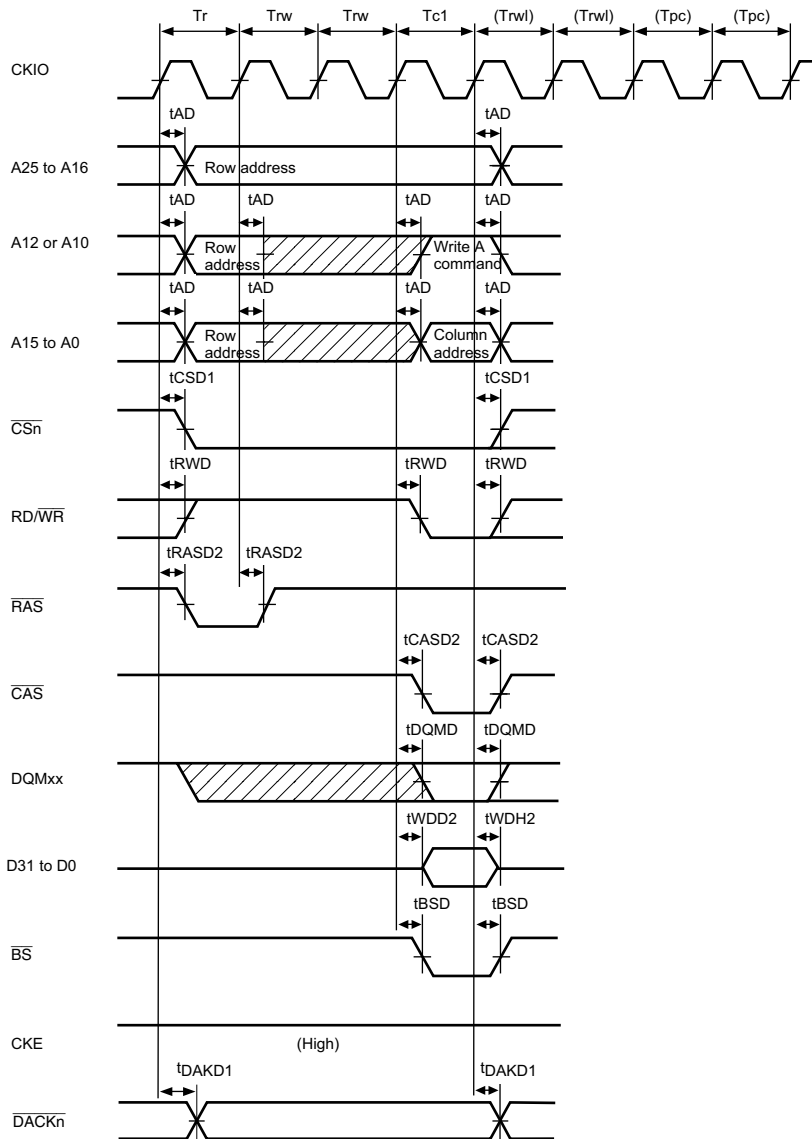 Tr Trw Trw Tc1 (Trwl) (Trwl) (Tpc) (Tpc)
CKIO
tAD tAD
A25 to A16 Row address
tAD tAD tAD tAD
A12 or A10 Row address Write A command
tAD tAD tAD tAD
A15 to A0 Row address Column address
tCSD1 tCSD1
CSn
tRWD tRWD tRWD
RD/WR
tRASD2 tRASD2
RAS
tCASD2 tCASD2
CAS
tDQMD tDQMD
DQMxx
tWDD2 tWDH2
D31 to D0
tBSD tBSD
BS
CKE (High)
tDAKD1 tDAKD1
DACKn